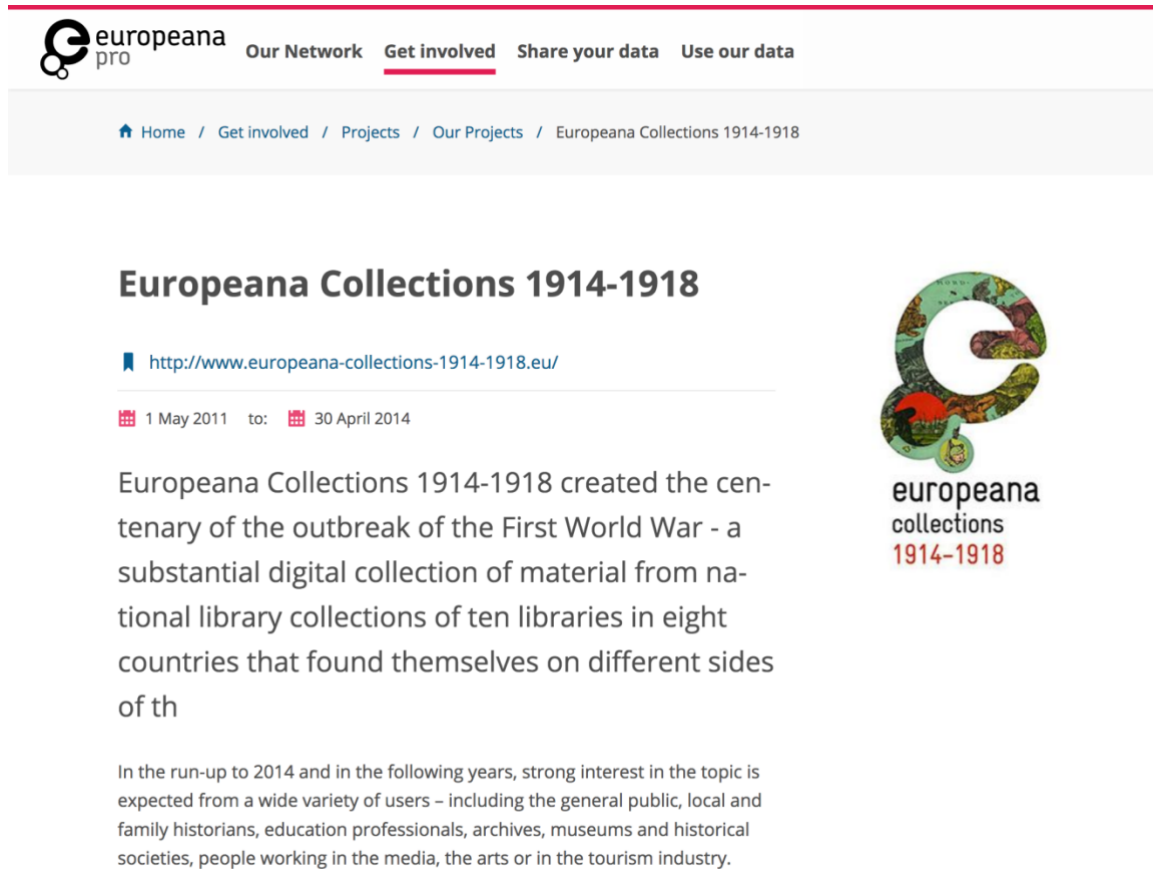 europeana
pro
Our Network Get involved Share your data Use our data
Home / Get involved / Projects / Our Projects / Europeana Collections 1914-1918
Europeana Collections 1914-1918
http://www.europeana-collections-1914-1918.eu/
1 May 2011 to: 30 April 2014
Europeana Collections 1914-1918 created the cen-
tenary of the outbreak of the First World War - a
substantial digital collection of material from na-
tional library collections of ten libraries in eight
countries that found themselves on different sides
of th
europeana
collections
1914-1918
In the run-up to 2014 and in the following years, strong interest in the topic is
expected from a wide variety of users – including the general public, local and
family historians, education professionals, archives, museums and historical
societies, people working in the media, the arts or in the tourism industry.